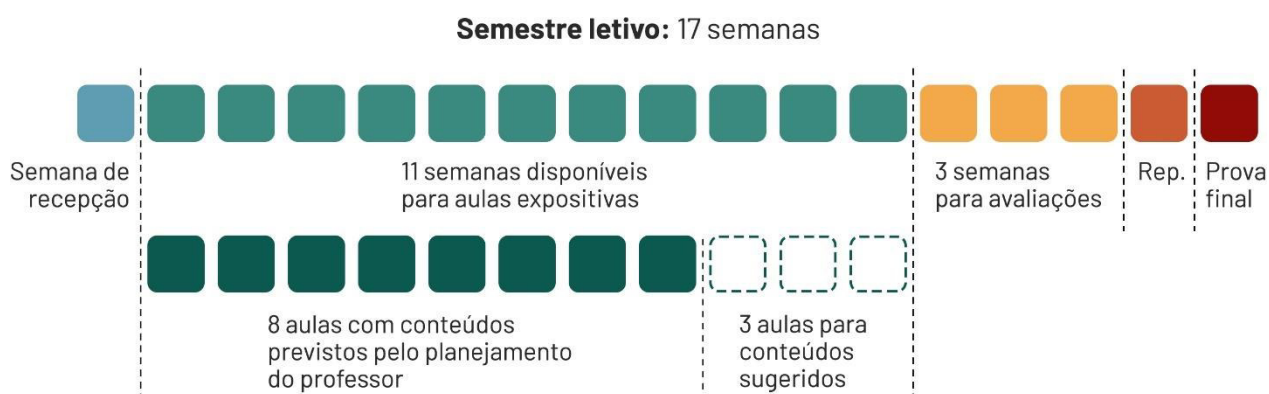 Semestre letivo: 17 semanas
Semana de
recepção
11 semanas disponíveis
para aulas expositivas
3 semanas
para avaliações
Rep.
Prova
final
8 aulas com conteúdos
previstos pelo planejamento
do professor
3 aulas para
conteúdos
sugeridos